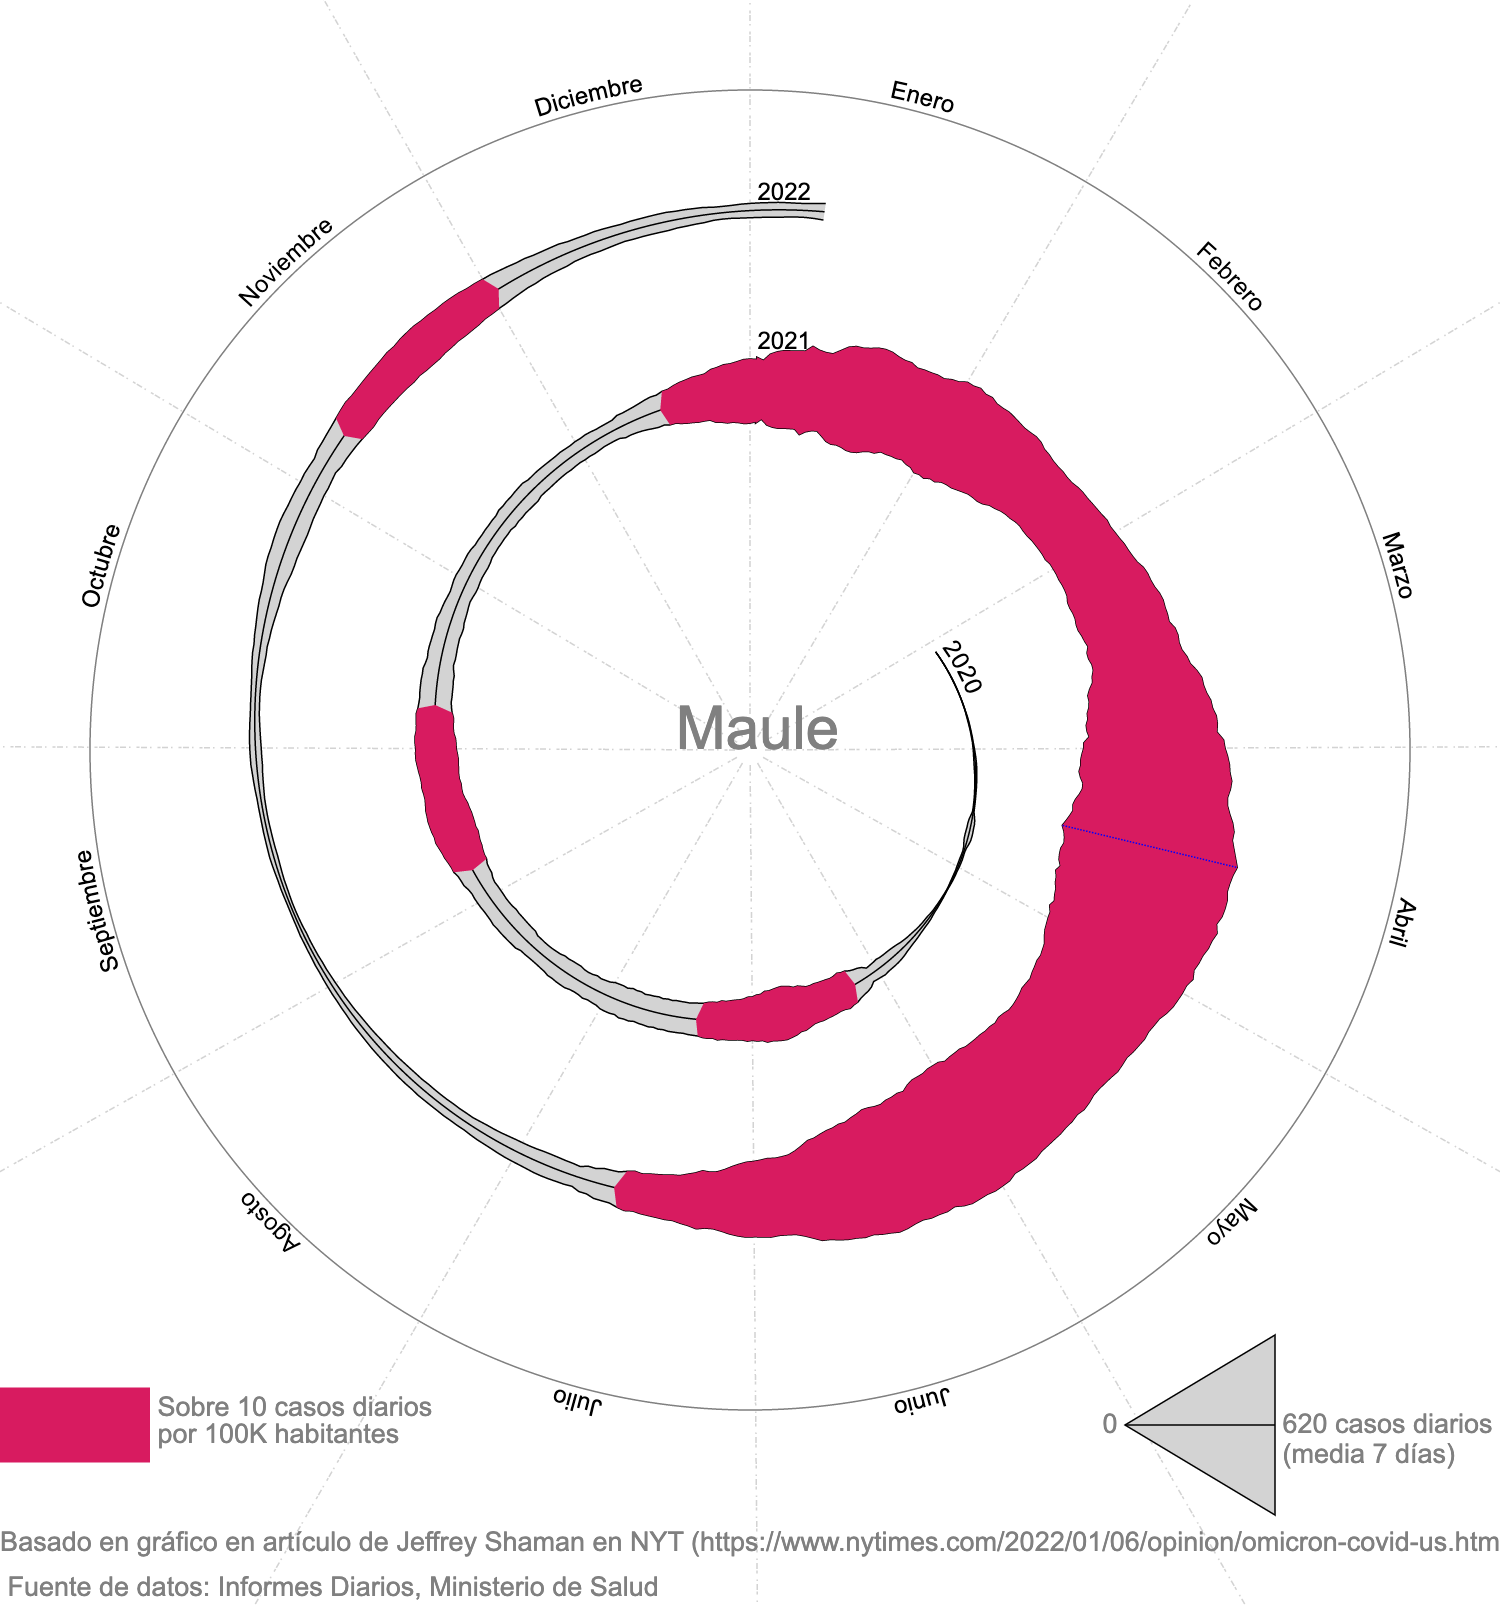 Diciembre
Enero
2022
Noviembre
Febrero
2021
Octubre
Marzo
2020
Maule
Septiembre
Abril
Agosto
Mayo
Julio
Junio
Sobre 10 casos diarios
por 100K habitantes
0
620 casos diarios
(media 7 días)
Basado en gráfico en artículo de Jeffrey Shaman en NYT (https://www.nytimes.com/2022/01/06/opinion/omicron-covid-us.htm
Fuente de datos: Informes Diarios, Ministerio de Salud